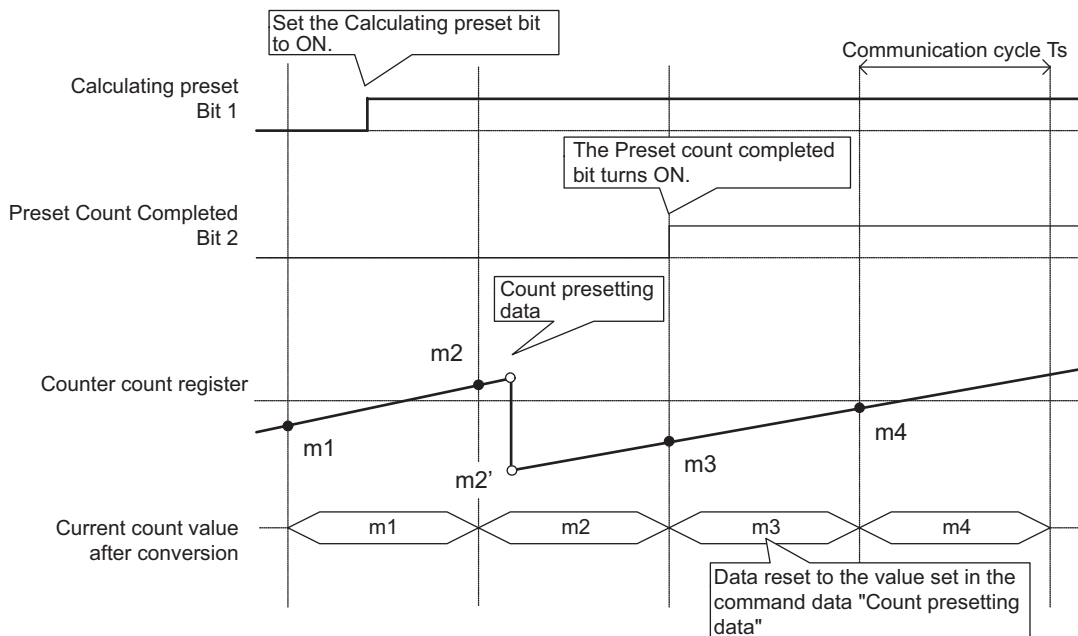 Set the Calculating preset bit
to ON.
Communication cycle Ts
Calculating preset
Bit 1
The Preset count completed
bit turns ON.
Preset Count Completed
Bit 2
Count presetting
data
m2
Counter count register
m1
m2’
m3
m4
Current count value
after conversion
m1
m2
m3
m4
Data reset to the value set in the
command data "Count presetting
data"